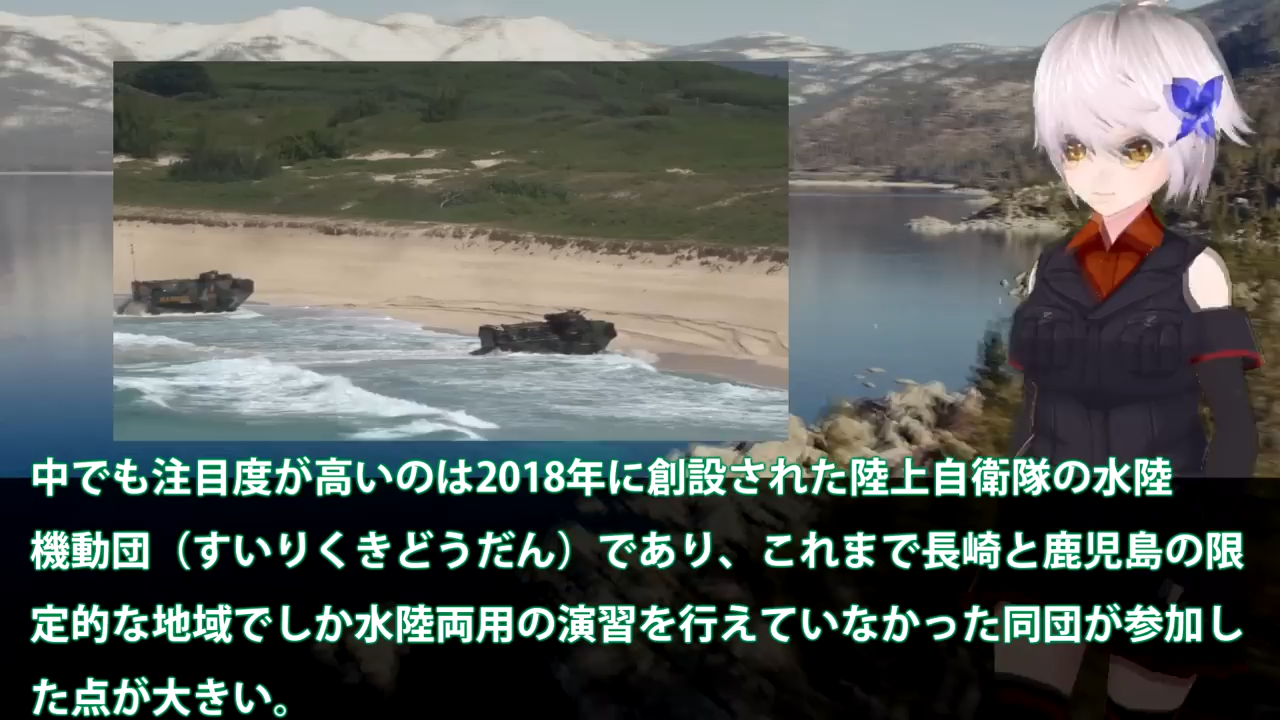 中でも注目度が高いのは2018年に創設された陸上自衛隊の水陸
機動団（すいりくきどうだん）であり、これまで長崎と鹿児島の限
定的な地域でしか水陸両用の演習を行えていなかった同団が参加し
た点が大きい。